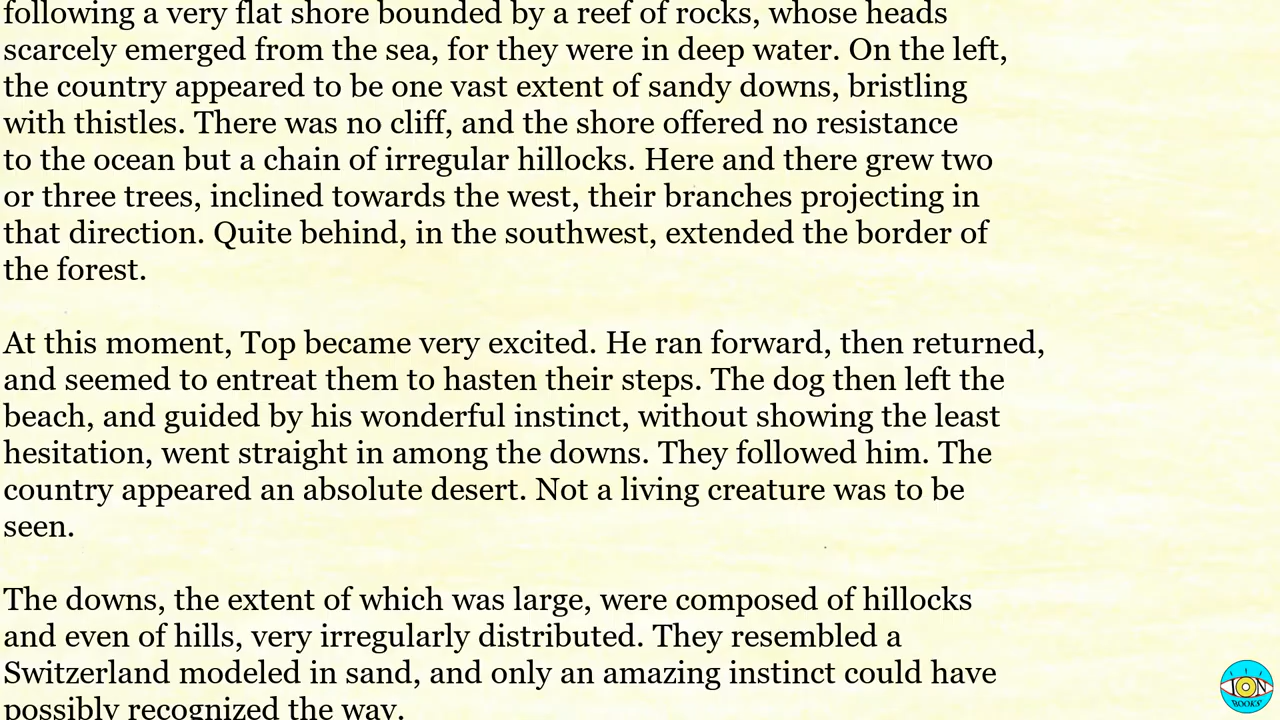 following a very flat shore bounded by a reef of rocks, whose heads
scarcely emerged from the sea, for they were in deep water. On the left,
the country appeared to be one vast extent of sandy downs, bristling
with thistles. There was no cliff, and the shore offered no resistance
to the ocean but a chain of irregular hillocks. Here and there grew two
or three trees, inclined towards the west, their branches projecting in
that direction. Quite behind, in the southwest, extended the border of
the forest.
At this moment, Top became very excited. He ran forward, then returned,
and seemed to entreat them to hasten their steps. The dog then left the
beach, and guided by his wonderful instinct, without showing the least
hesitation, went straight in among the downs. They followed him. The
country appeared an absolute desert. Not a living creature was to be
seen.
The downs, the extent of which was large, were composed of hillocks
and even of hills, very irregularly distributed. They resembled a
Switzerland modeled in sand, and only an amazing instinct could have
possibly recognized the way.
ION
BOOKS